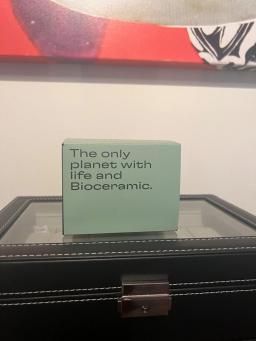 The only
planet with
life and
Bioceramic.